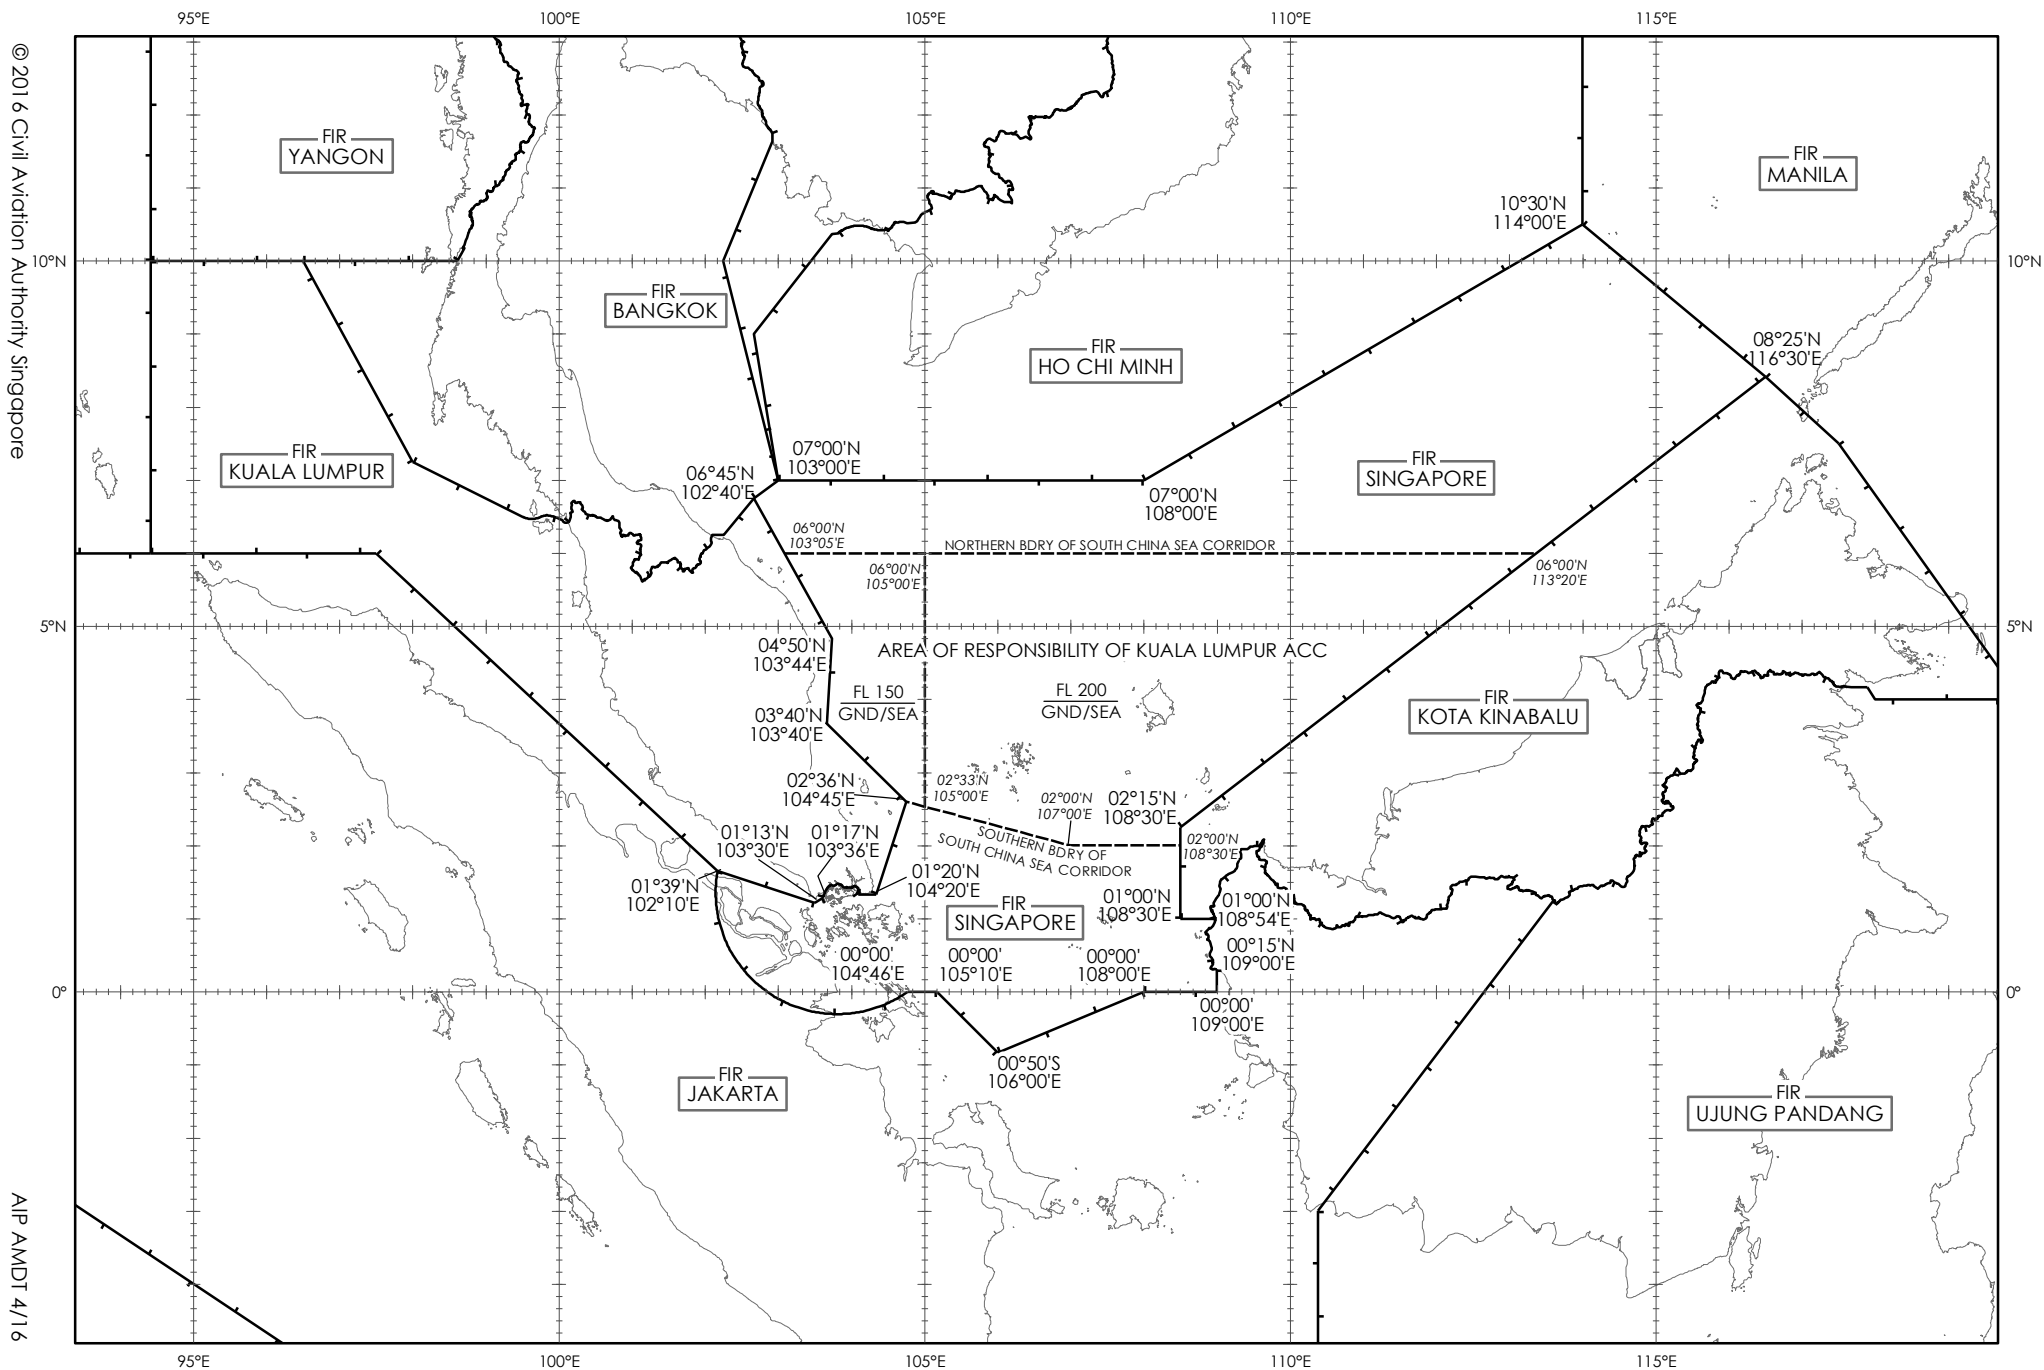 95°E
100°E
105°E
110°E
115°E
© 2016 Civil Aviation Authority Singapore
FIR
YANGON
FIR
MANILA
10°30'N
114°00'E
10°N
10°N
FIR
BANGKOK
FIR
HO CHI MINH
08°25'N
116°30'E
FIR
KUALA LUMPUR
07°00'N
103°00'E
06°45'N
102°40'E
FIR
SINGAPORE
07°00'N
108°00'E
06°00'N
103°05'E
NORTHERN BDRY OF SOUTH CHINA SEA CORRIDOR
06°00'N
105°00'E
06°00'N
113°20'E
5°N
5°N
04°50'N
103°44'E
AREA OF RESPONSIBILITY OF KUALA LUMPUR ACC
FL 150
GND/SEA
FL 200
GND/SEA
03°40'N
103°40'E
FIR
KOTA KINABALU
02°36'N
104°45'E
02°33'N
105°00'E
02°00'N
107°00'E
02°15'N
108°30'E
01°13'N
103°30'E
01°17'N
103°36'E
SOUTHERN BDRY OF
SOUTH CHINA SEA CORRIDOR
02°00'N
108°30'E
01°39'N
102°10'E
01°20'N
104°20'E
FIR
SINGAPORE
01°00'N
108°30'E
01°00'N
108°54'E
00°00'
104°46'E
00°00'
105°10'E
00°00'
108°00'E
00°15'N
109°00'E
0°
0°
00°00'
109°00'E
00°50'S
106°00'E
FIR
JAKARTA
FIR
UJUNG PANDANG
AIP AMDT 4/16
95°E
100°E
105°E
110°E
115°E